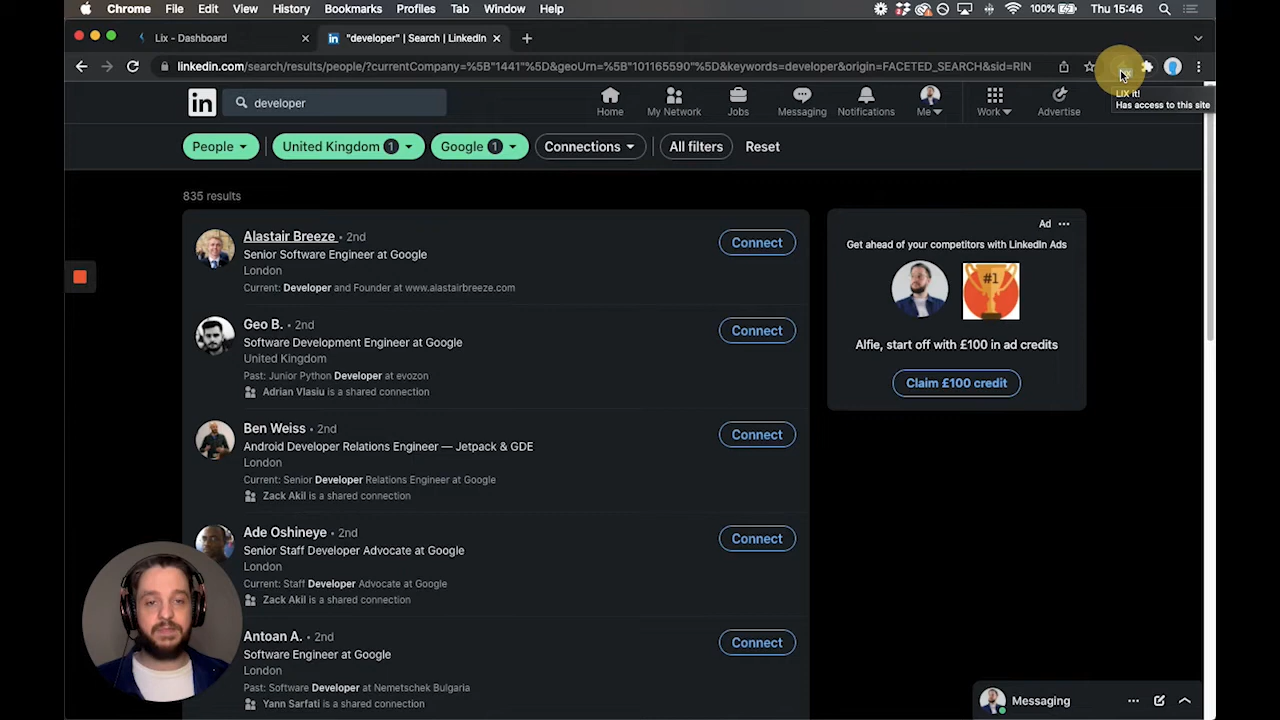 Chrome File Edit View History Bookmarks Profiles Tab Window Help 100% Thu 15:46
Lix - Dashboard
"developer" | Search | LinkedIn
linkedin.com/search/results/people/?currentCompany=%5B"1441"%5D&geoUrn=%5B"101165590"%5D&keywords=developer&origin=FACETED_SEARCH&sid=RIN
LIX it!
Has access to this site
in
developer
Home
My Network
Jobs
Messaging
Notifications
Me
Work
Advertise
People
United Kingdom 1
Google 1
Connections
All filters
Reset
835 results
Alastair Breeze • 2nd
Senior Software Engineer at Google
London
Current: Developer and Founder at www.alastairbreeze.com
Connect
Geo B. • 2nd
Software Development Engineer at Google
United Kingdom
Past: Junior Python Developer at evozon
Adrian Vlasiu is a shared connection
Connect
Ben Weiss • 2nd
Android Developer Relations Engineer — Jetpack & GDE
London
Current: Senior Developer Relations Engineer at Google
Zack Akil is a shared connection
Connect
Ade Oshineye • 2nd
Senior Staff Developer Advocate at Google
London
Current: Staff Developer Advocate at Google
Zack Akil is a shared connection
Connect
Antoan A. • 2nd
Software Engineer at Google
London
Past: Software Developer at Nemetschek Bulgaria
Yann Sarfati is a shared connection
Connect
Ad
Get ahead of your competitors with LinkedIn Ads
#1
Alfie, start off with £100 in ad credits
Claim £100 credit
Messaging